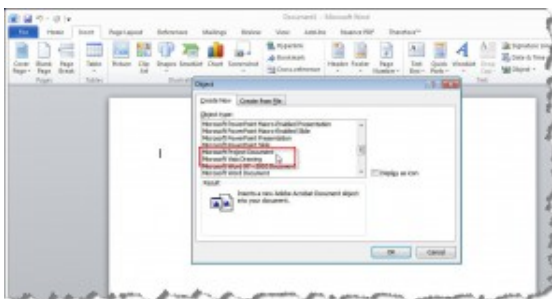 Document1 - Microsoft Word
File Home Insert Page Layout References Mailings Review View Add-Ins Nuance PDF
Cover Page Blank Page Page Break Table Picture Clip Art Shapes SmartArt Chart Screenshot Hyperlink Bookmark Cross-reference Header Footer Page Number Text Box Quick Parts WordArt Drop Cap Signature Line Date & Time Object
Pages Tables Text
Object
Create New Create from File
Object type:
Microsoft PowerPoint Macro-Enabled Presentation
Microsoft PowerPoint Macro-Enabled Slide
Microsoft PowerPoint Presentation
Microsoft PowerPoint Slide
Microsoft Project Document
Microsoft Visio Drawing
Microsoft Word 97 - 2003 Document
Microsoft Word Document
Display as icon
Result
Inserts a new Adobe Acrobat Document object
into your document.
OK Cancel